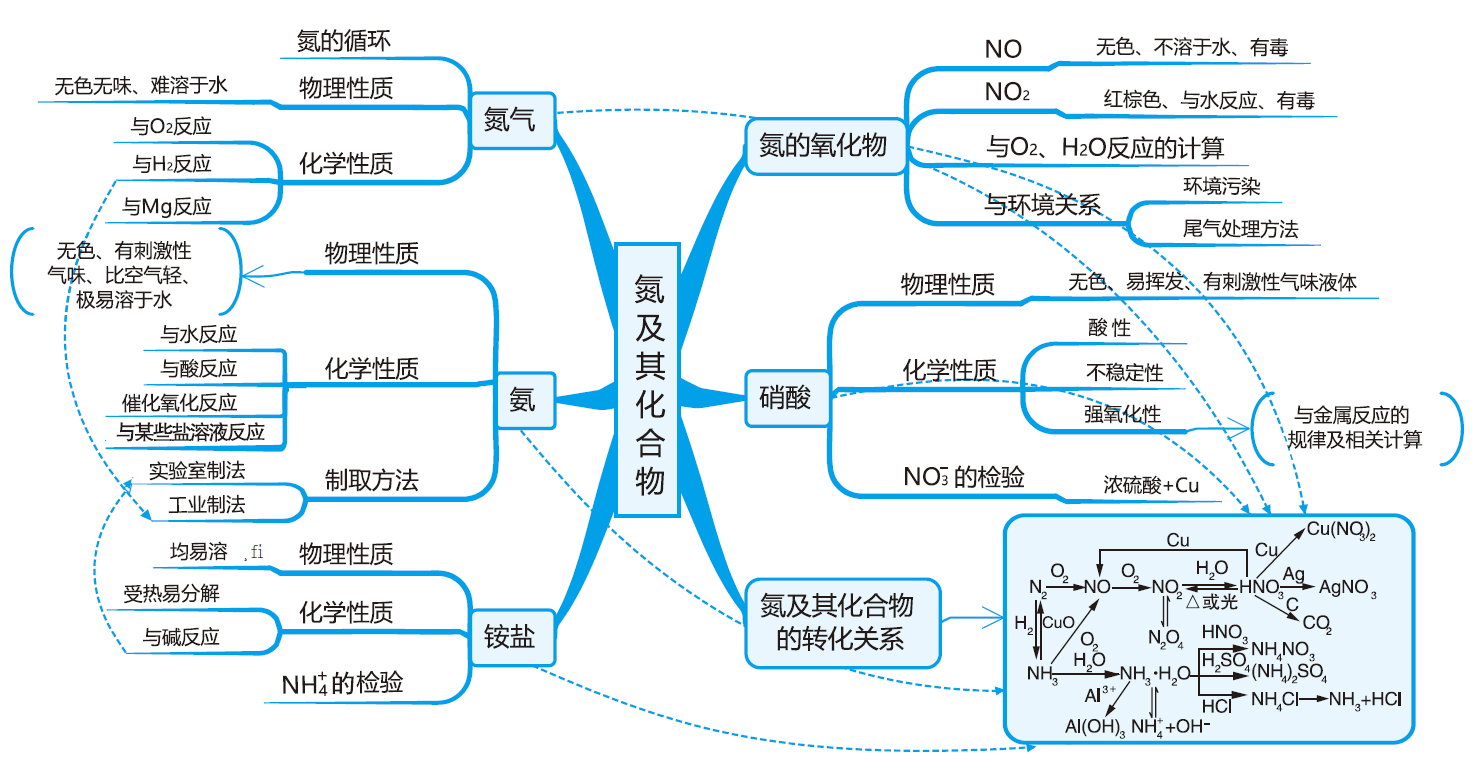 氮及其化合物
氮气
氮的循环
物理性质
无色无味、难溶于水
化学性质
与O₂反应
与H₂反应
与Mg反应
氨
物理性质
无色、有刺激性
气味、比空气轻、
极易溶于水
化学性质
与水反应
与酸反应
催化氧化反应
与某些盐溶液反应
制取方法
实验室制法
工业制法
铵盐
物理性质
均易溶 .fi
化学性质
受热易分解
与碱反应
NH₄⁺的检验
氮的氧化物
NO
无色、不溶于水、有毒
NO₂
红棕色、与水反应、有毒
与O₂、H₂O反应的计算
与环境关系
环境污染
尾气处理方法
硝酸
物理性质
无色、易挥发、有刺激性气味液体
化学性质
酸性
不稳定性
强氧化性
与金属反应的
规律及相关计算
NO₃⁻的检验
浓硫酸+Cu
氮及其化合物
的转化关系
Cu(NO₃)₂
Cu
Cu
N₂
O₂
NO
O₂
NO₂
H₂O
△或光
HNO₃
Ag
AgNO₃
C
CO₂
H₂
CuO
O₂
H₂O
N₂O₄
NH₃
NH₃·H₂O
HNO₃
NH₄NO₃
H₂SO₄
(NH₄)₂SO₄
HCl
NH₄Cl
NH₃+HCl
Al³⁺
Al(OH)₃
NH₄⁺+OH⁻